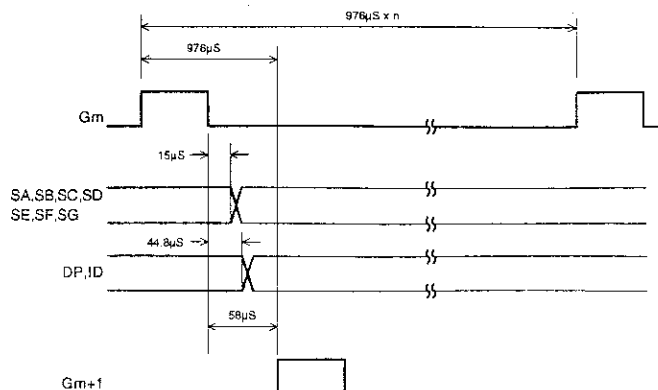 976µS x n
976µS
Gm
15µS
SA,SB,SC,SD
SE,SF,SG
44.8µS
DP,ID
58µS
Gm+1